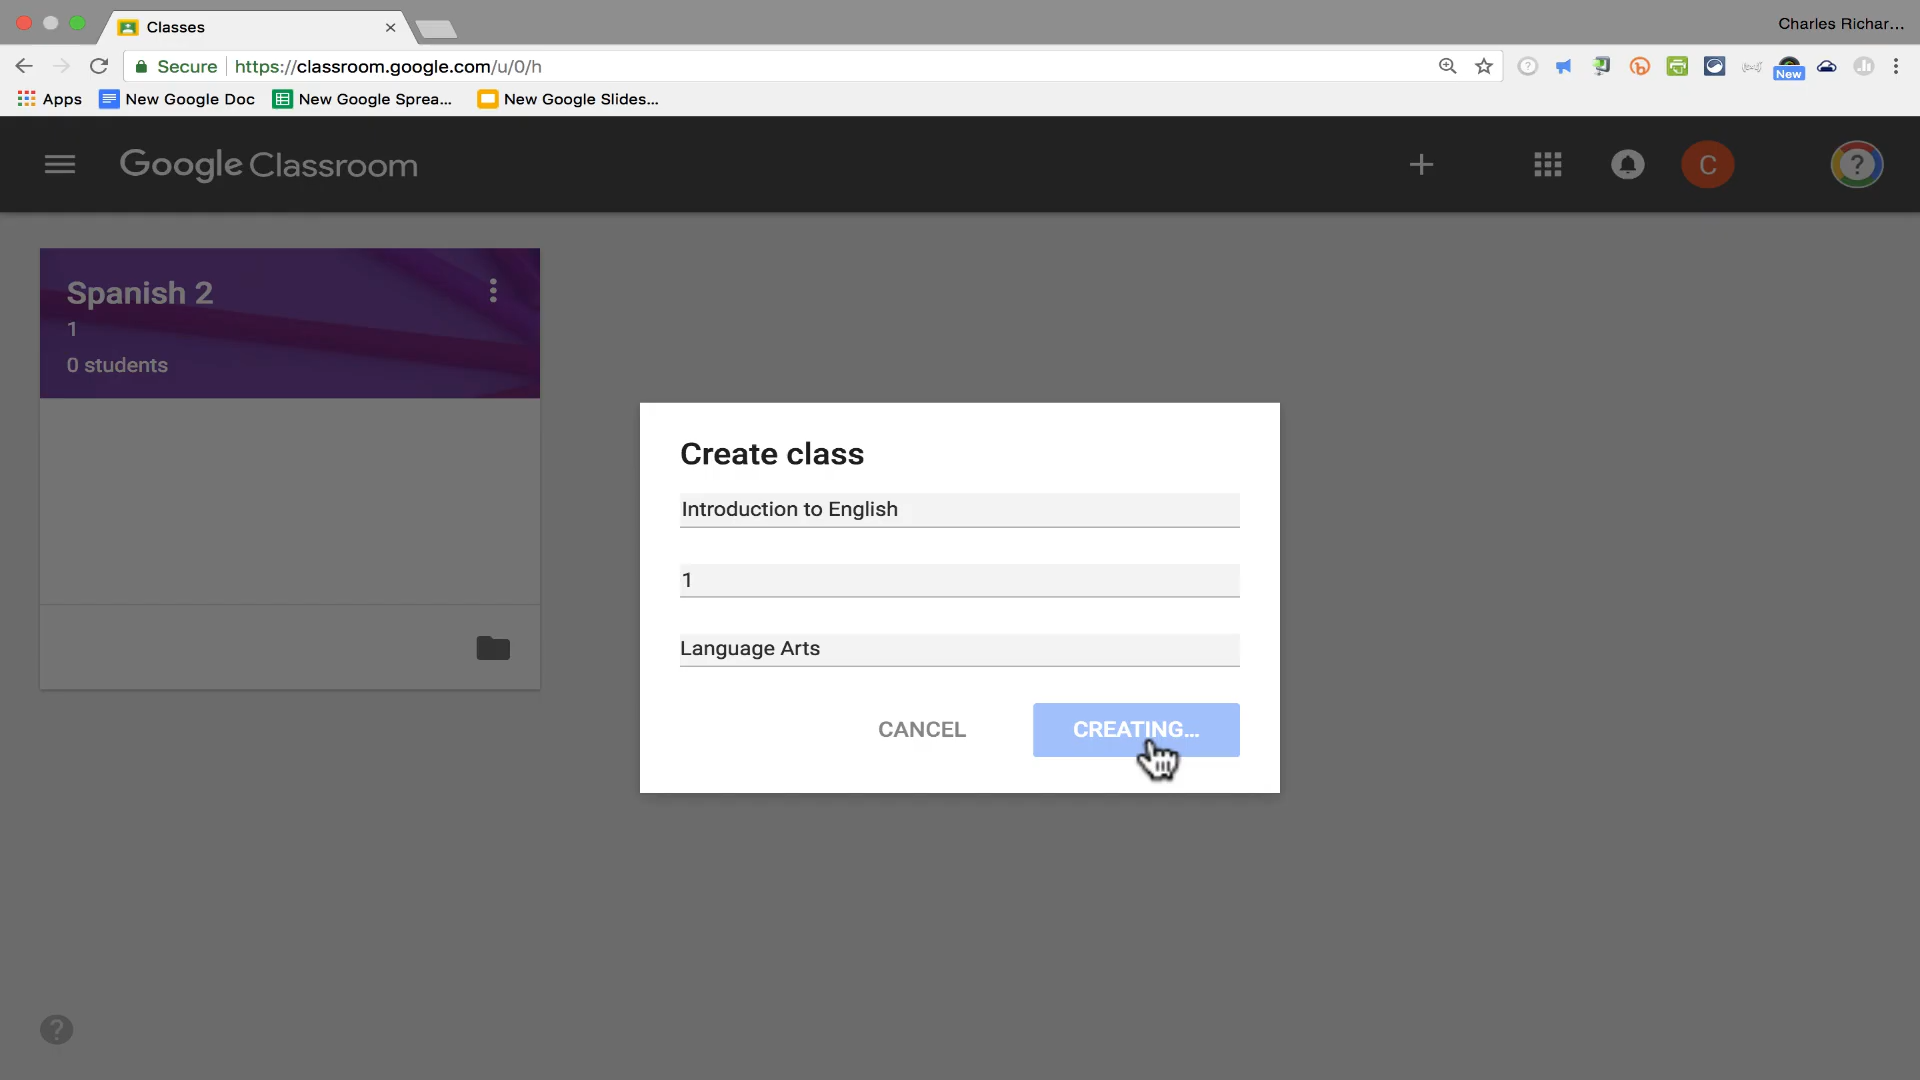 Classes
Charles Richar...
Secure https://classroom.google.com/u/0/h
New
Apps New Google Doc New Google Sprea... New Google Slides...
Google Classroom
C
?
Spanish 2
1
0 students
Create class
Introduction to English
1
Language Arts
CANCEL
CREATING...
?